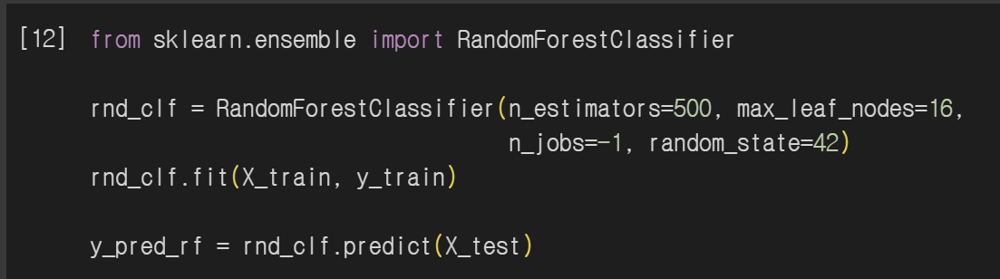 [12] from sklearn.ensemble import RandomForestClassifier
rnd_clf = RandomForestClassifier(n_estimators=500, max_leaf_nodes=16,
n_jobs=-1, random_state=42)
rnd_clf.fit(X_train, y_train)
y_pred_rf = rnd_clf.predict(X_test)